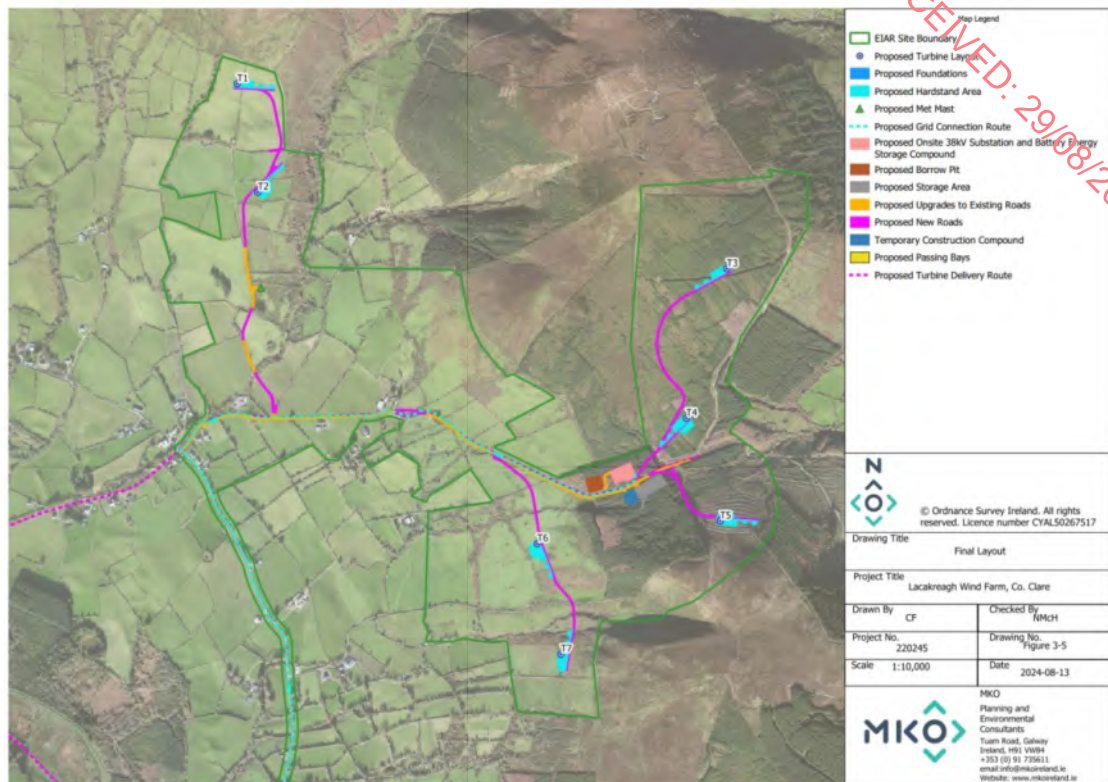 T1
T2
T3
T4
T5
T6
T7
RECEIVED: 29/08/20
Map Legend
EIAR Site Boundary
Proposed Turbine Layout
Proposed Foundations
Proposed Hardstand Area
Proposed Met Mast
Proposed Grid Connection Route
Proposed Onsite 38kV Substation and Battery Energy
Storage Compound
Proposed Borrow Pit
Proposed Storage Area
Proposed Upgrades to Existing Roads
Proposed New Roads
Temporary Construction Compound
Proposed Passing Bays
Proposed Turbine Delivery Route
N
© Ordnance Survey Ireland. All rights
reserved. Licence number CYAL50267517
Drawing Title
Final Layout
Project Title
Lacakreagh Wind Farm, Co. Clare
Drawn By
CF
Checked By
NMcH
Project No.
220245
Drawing No.
Figure 3-5
Scale 1:10,000
Date
2024-08-13
MKO
MKO
Planning and
Environmental
Consultants
Tuam Road, Galway
Ireland, H91 VW84
+353 (0) 91 735611
email:info@mkoireland.ie
Website: www.mkoireland.ie